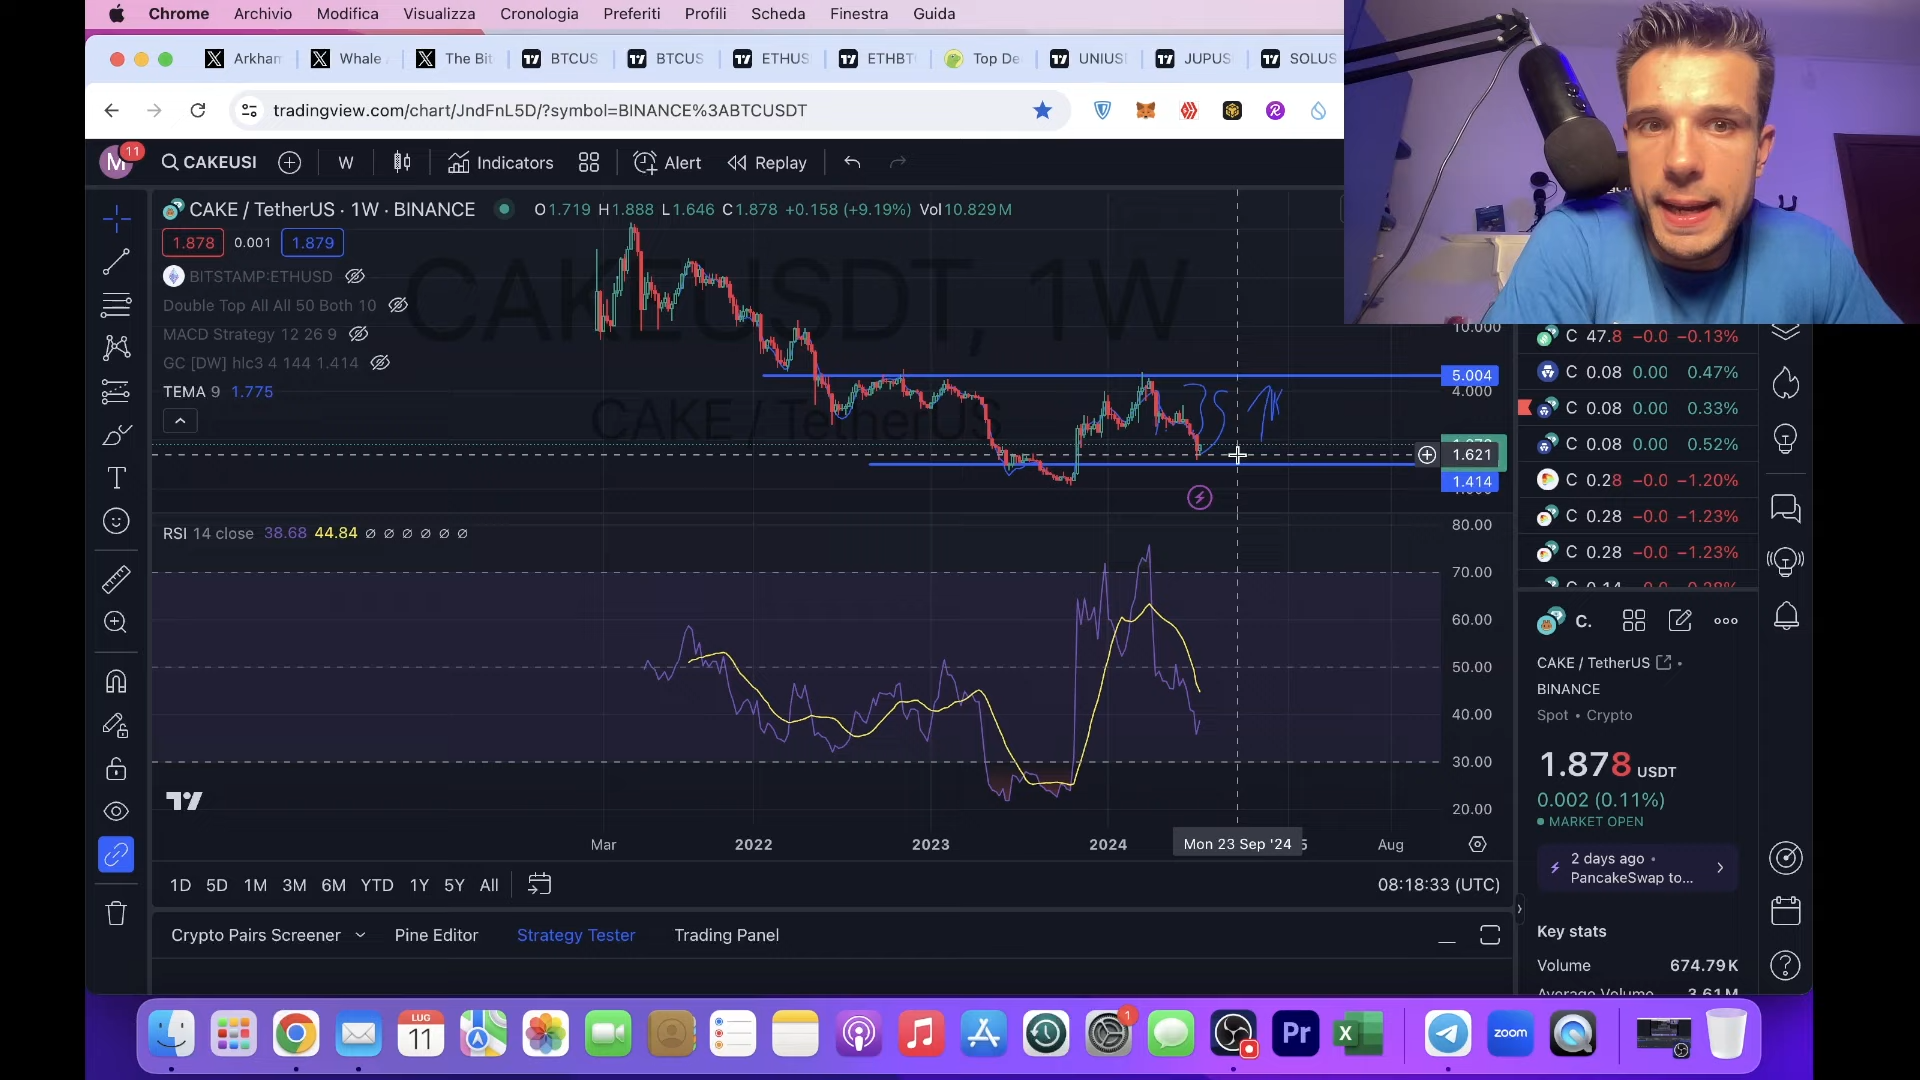 Chrome Archivio Modifica Visualizza Cronologia Preferiti Profili Scheda Finestra Guida
Arkham Whale The Bit BTCUS BTCUS ETHUS ETHBT Top De UNIUS JUPUS SOLUS
tradingview.com/chart/JndFnL5D/?symbol=BINANCE%3ABTCUSDT
M 11 CAKEUSI W Indicators Alert Replay
CAKE / TetherUS · 1W · BINANCE O1.719 H1.888 L1.646 C1.878 +0.158 (+9.19%) Vol10.829M
1.878 0.001 1.879
BITSTAMP:ETHUSD
Double Top All All 50 Both 10
MACD Strategy 12 26 9
GC [DW] hlc3 4 144 1.414
TEMA 9 1.775
CAKEUSDT, 1W
CAKE / TetherUS
35 1K
10.000
5.004
4.000
1.621
1.414
C 47.8 −0.0 −0.13%
C 0.08 0.00 0.47%
C 0.08 0.00 0.33%
C 0.08 0.00 0.52%
C 0.28 −0.0 −1.20%
C 0.28 −0.0 −1.23%
C 0.28 −0.0 −1.23%
RSI 14 close 38.68 44.84 ∅ ∅ ∅ ∅ ∅ ∅
80.00
70.00
60.00
50.00
40.00
30.00
20.00
C.
CAKE / TetherUS
BINANCE
Spot • Crypto
1.878 USDT
0.002 (0.11%)
MARKET OPEN
2 days ago •
PancakeSwap to...
Key stats
Volume 674.79K
Average Volume 3.61M
Mar 2022 2023 2024 Mon 23 Sep '24 Aug
1D 5D 1M 3M 6M YTD 1Y 5Y All 08:18:33 (UTC)
Crypto Pairs Screener Pine Editor Strategy Tester Trading Panel
LUG
11
1
Pr
zoom